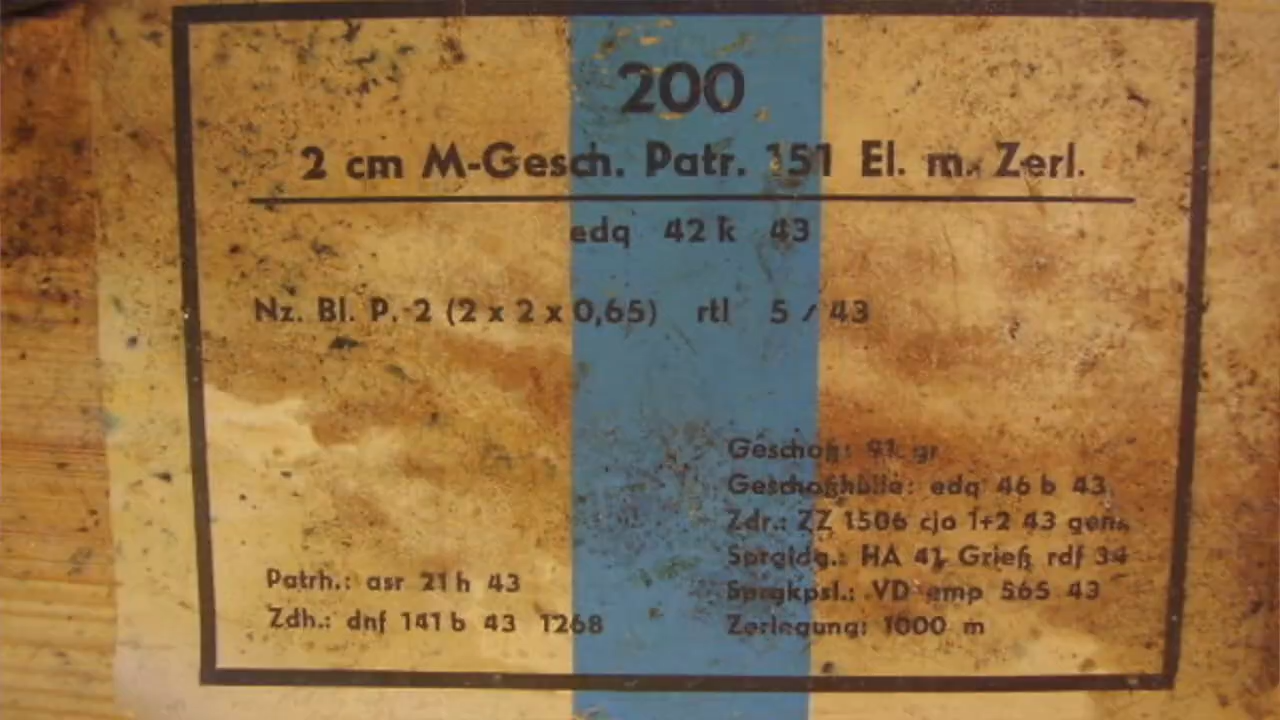 200
2 cm M-Gesch. Patr. 151 El. m. Zerl.
edq 42 k 43
Nz. Bl. P.-2 (2 x 2 x 0,65) rtl 5 / 43
Geschoß: 91 gr
Geschoßhülle: edq 46 b 43
Zdr.: ZZ 1506 cjo 1+2 43 gem.
Sprgldg.: HA 41 Grieß rdf 34
Patrh.: asr 21 h 43
Sprgkpsl.: VD emp 565 43
Zdh.: dnf 141 b 43 1268
Zerlegung: 1000 m